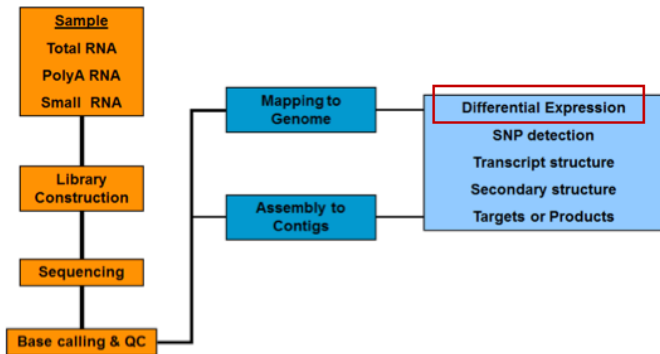 Sample
Total RNA
PolyA RNA
Small RNA
Library
Construction
Sequencing
Base calling & QC
Mapping to
Genome
Assembly to
Contigs
Differential Expression
SNP detection
Transcript structure
Secondary structure
Targets or Products